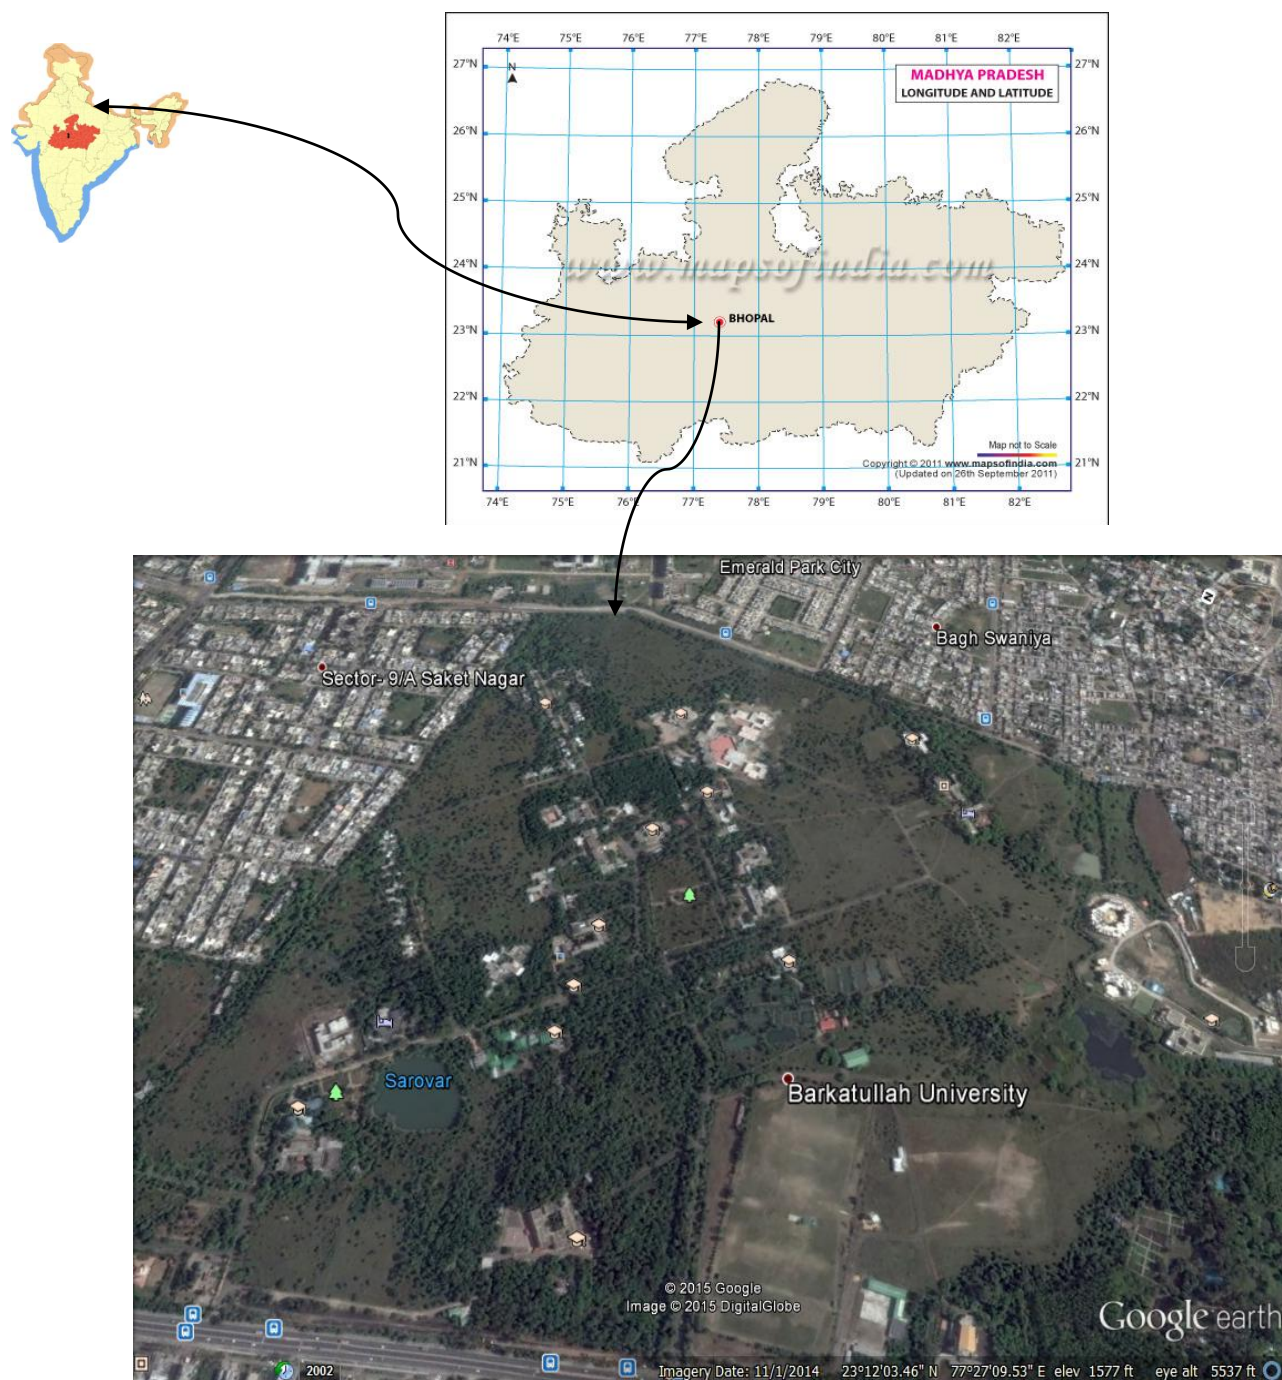 74°E 75°E 76°E 77°E 78°E 79°E 80°E 81°E 82°E
27°N 27°N
N
MADHYA PRADESH
LONGITUDE AND LATITUDE
26°N 26°N
25°N 25°N
24°N 24°N
www.mapsofindia.com
BHOPAL
23°N 23°N
22°N 22°N
Map not to Scale
21°N 21°N
Copyright © 2011 www.mapsofindia.com
(Updated on 26th September 2011)
74°E 75°E 76°E 77°E 78°E 79°E 80°E 81°E 82°E
Emerald Park City
N
Bagh Swaniya
Sector- 9/A Saket Nagar
Sarovar
Barkatullah University
© 2015 Google
Image © 2015 DigitalGlobe
Google earth
2002
Imagery Date: 11/1/2014 23°12'03.46" N 77°27'09.53" E elev 1577 ft eye alt 5537 ft